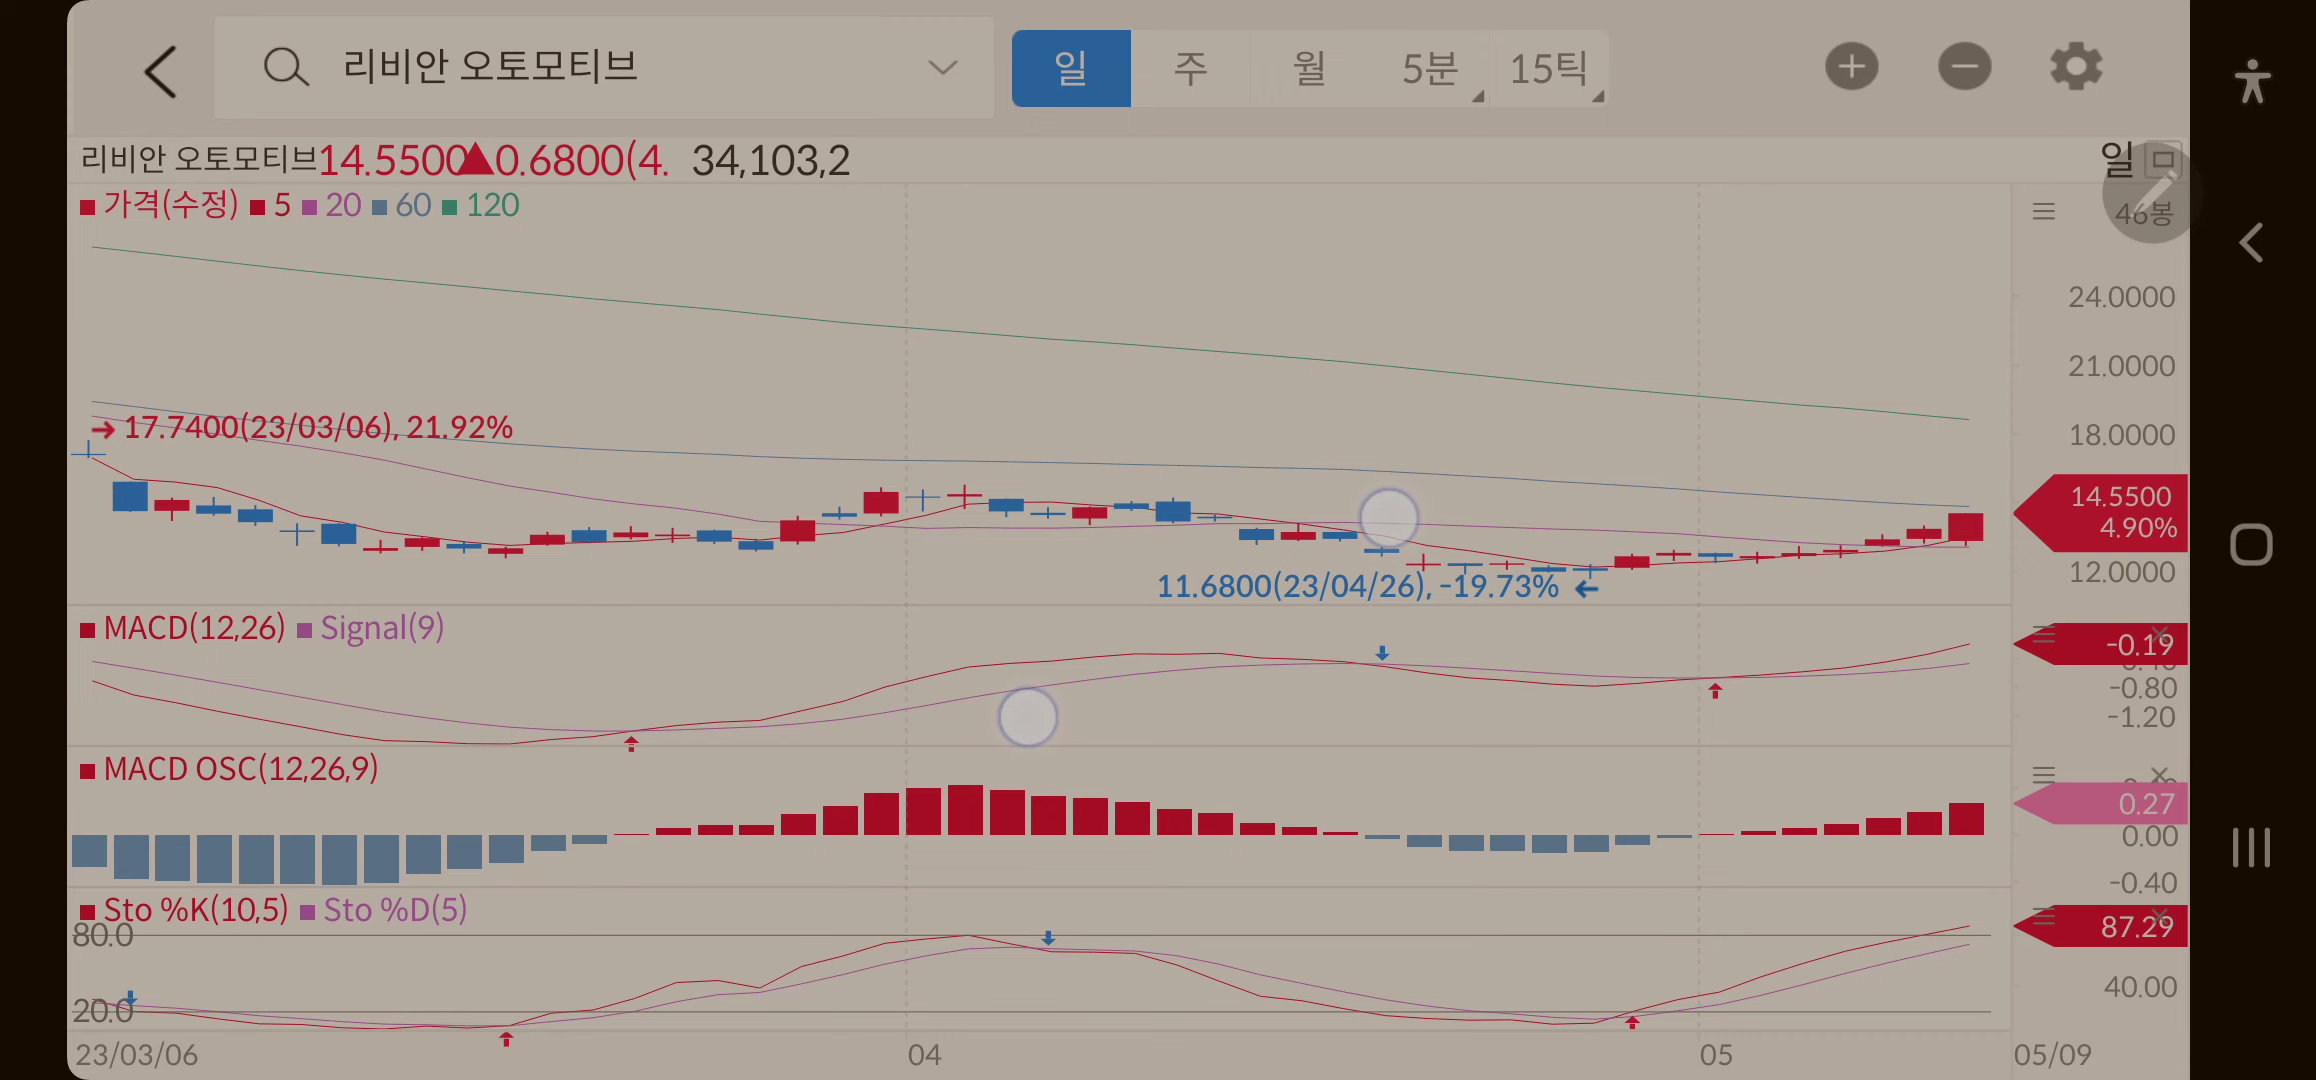 리비안 오토모티브
일 주 월 5분 15틱
리비안 오토모티브 14.5500▲0.6800(4. 34,103,2 일
가격(수정) 5 20 60 120
46봉
24.0000
21.0000
18.0000
17.7400(23/03/06), 21.92%
14.5500
4.90%
12.0000
11.6800(23/04/26), -19.73%
MACD(12,26) Signal(9)
-0.19
-0.80
-1.20
MACD OSC(12,26,9)
0.27
0.00
-0.40
Sto %K(10,5) Sto %D(5)
80.0
87.29
40.00
20.0
23/03/06 04 05 05/09